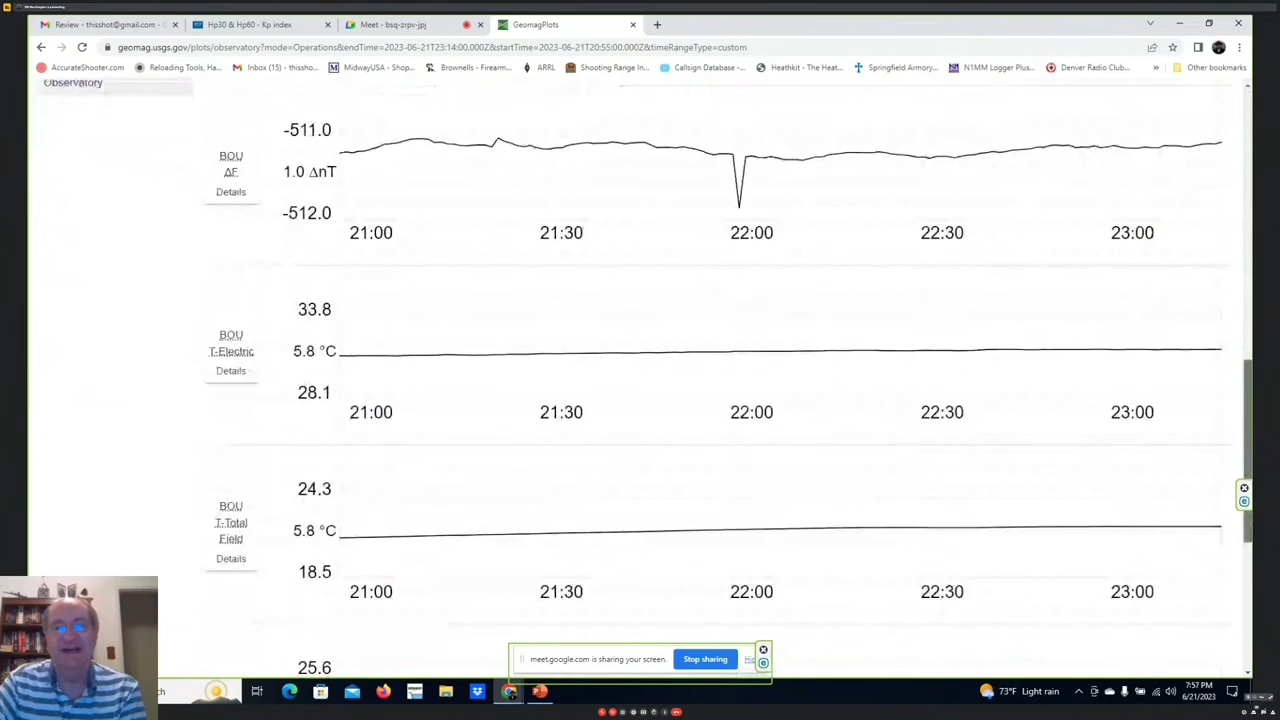 Review - thisshot@gmail.com -
Hp30 & Hp60 - Kp index
Meet - bsq-zrpv-jpj
GeomagPlots
geomag.usgs.gov/plots/observatory?mode=Operations&endTime=2023-06-21T23:14:00.000Z&startTime=2023-06-21T20:55:00.000Z&timeRangeType=custom
AccurateShooter.com
Reloading Tools, Ha...
Inbox (15) - thissho...
MidwayUSA - Shop...
Brownells - Firearm...
ARRL
Shooting Range In...
Callsign Database -...
Heathkit - The Heat...
Springfield Armory...
N1MM Logger Plus...
Denver Radio Club...
»
Other bookmarks
Observatory
-511.0
BOU
ΔF
Details
1.0 ΔnT
-512.0
21:00 21:30 22:00 22:30 23:00
33.8
BOU
T-Electric
Details
5.8 °C
28.1
21:00 21:30 22:00 22:30 23:00
24.3
BOU
T-Total
Field
Details
5.8 °C
18.5
21:00 21:30 22:00 22:30 23:00
25.6
meet.google.com is sharing your screen.
Stop sharing
73°F Light rain
7:57 PM
6/21/2023